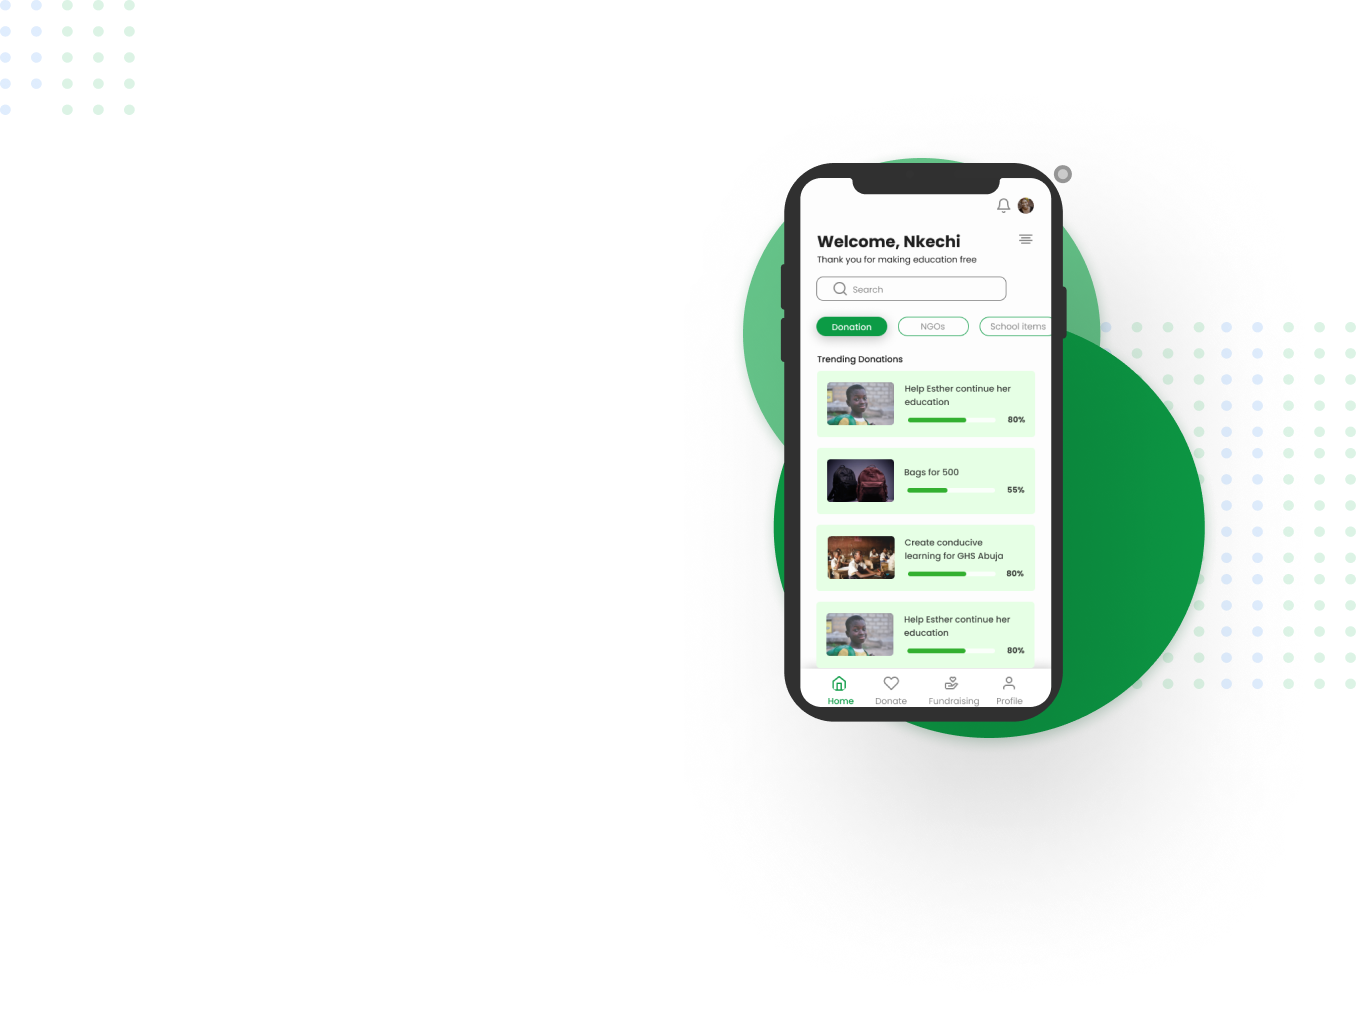 Welcome, Nkechi
Thank you for making education free
Search
Donation NGOs School items
Trending Donations
Help Esther continue her
education
80%
Bags for 500
55%
Create conducive
learning for GHS Abuja
80%
Help Esther continue her
education
80%
Home Donate Fundraising Profile